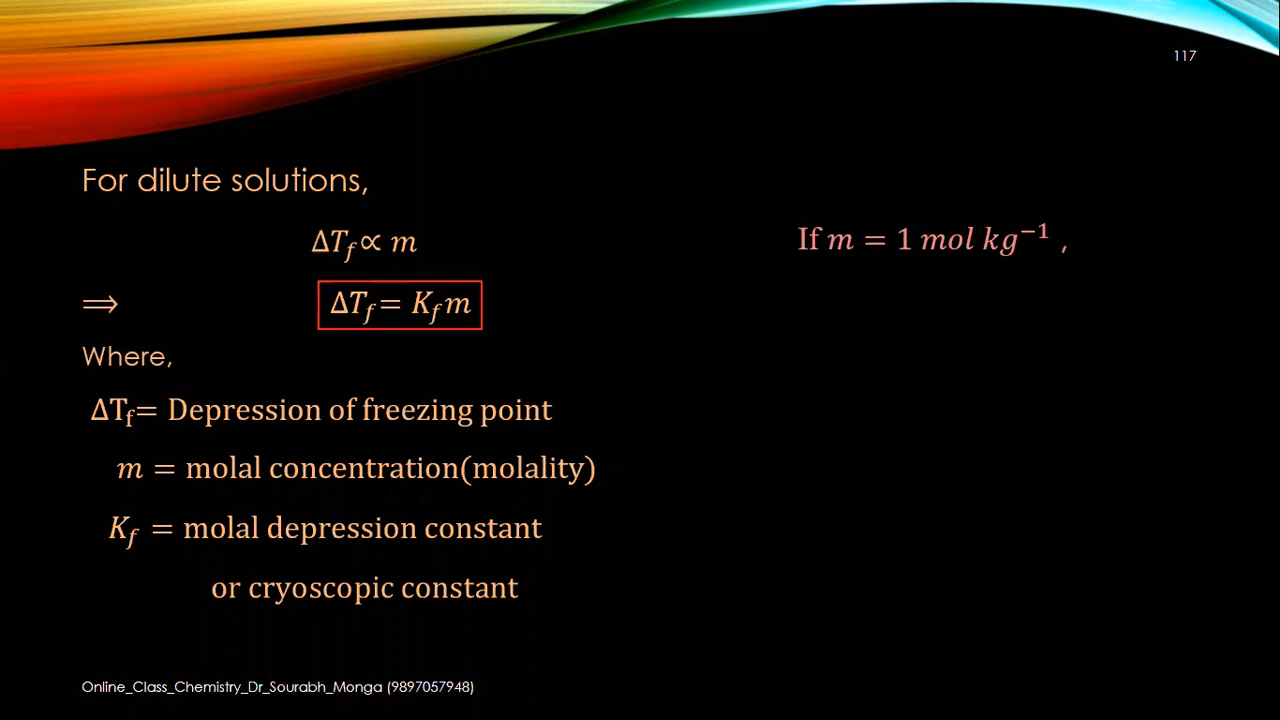 117
For dilute solutions,
ΔT_f ∝ m
If m = 1 mol kg⁻¹ ,
⟹ ΔT_f = K_f m
Where,
ΔT_f = Depression of freezing point
m = molal concentration(molality)
K_f = molal depression constant
or cryoscopic constant
Online_Class_Chemistry_Dr_Sourabh_Monga (9897057948)